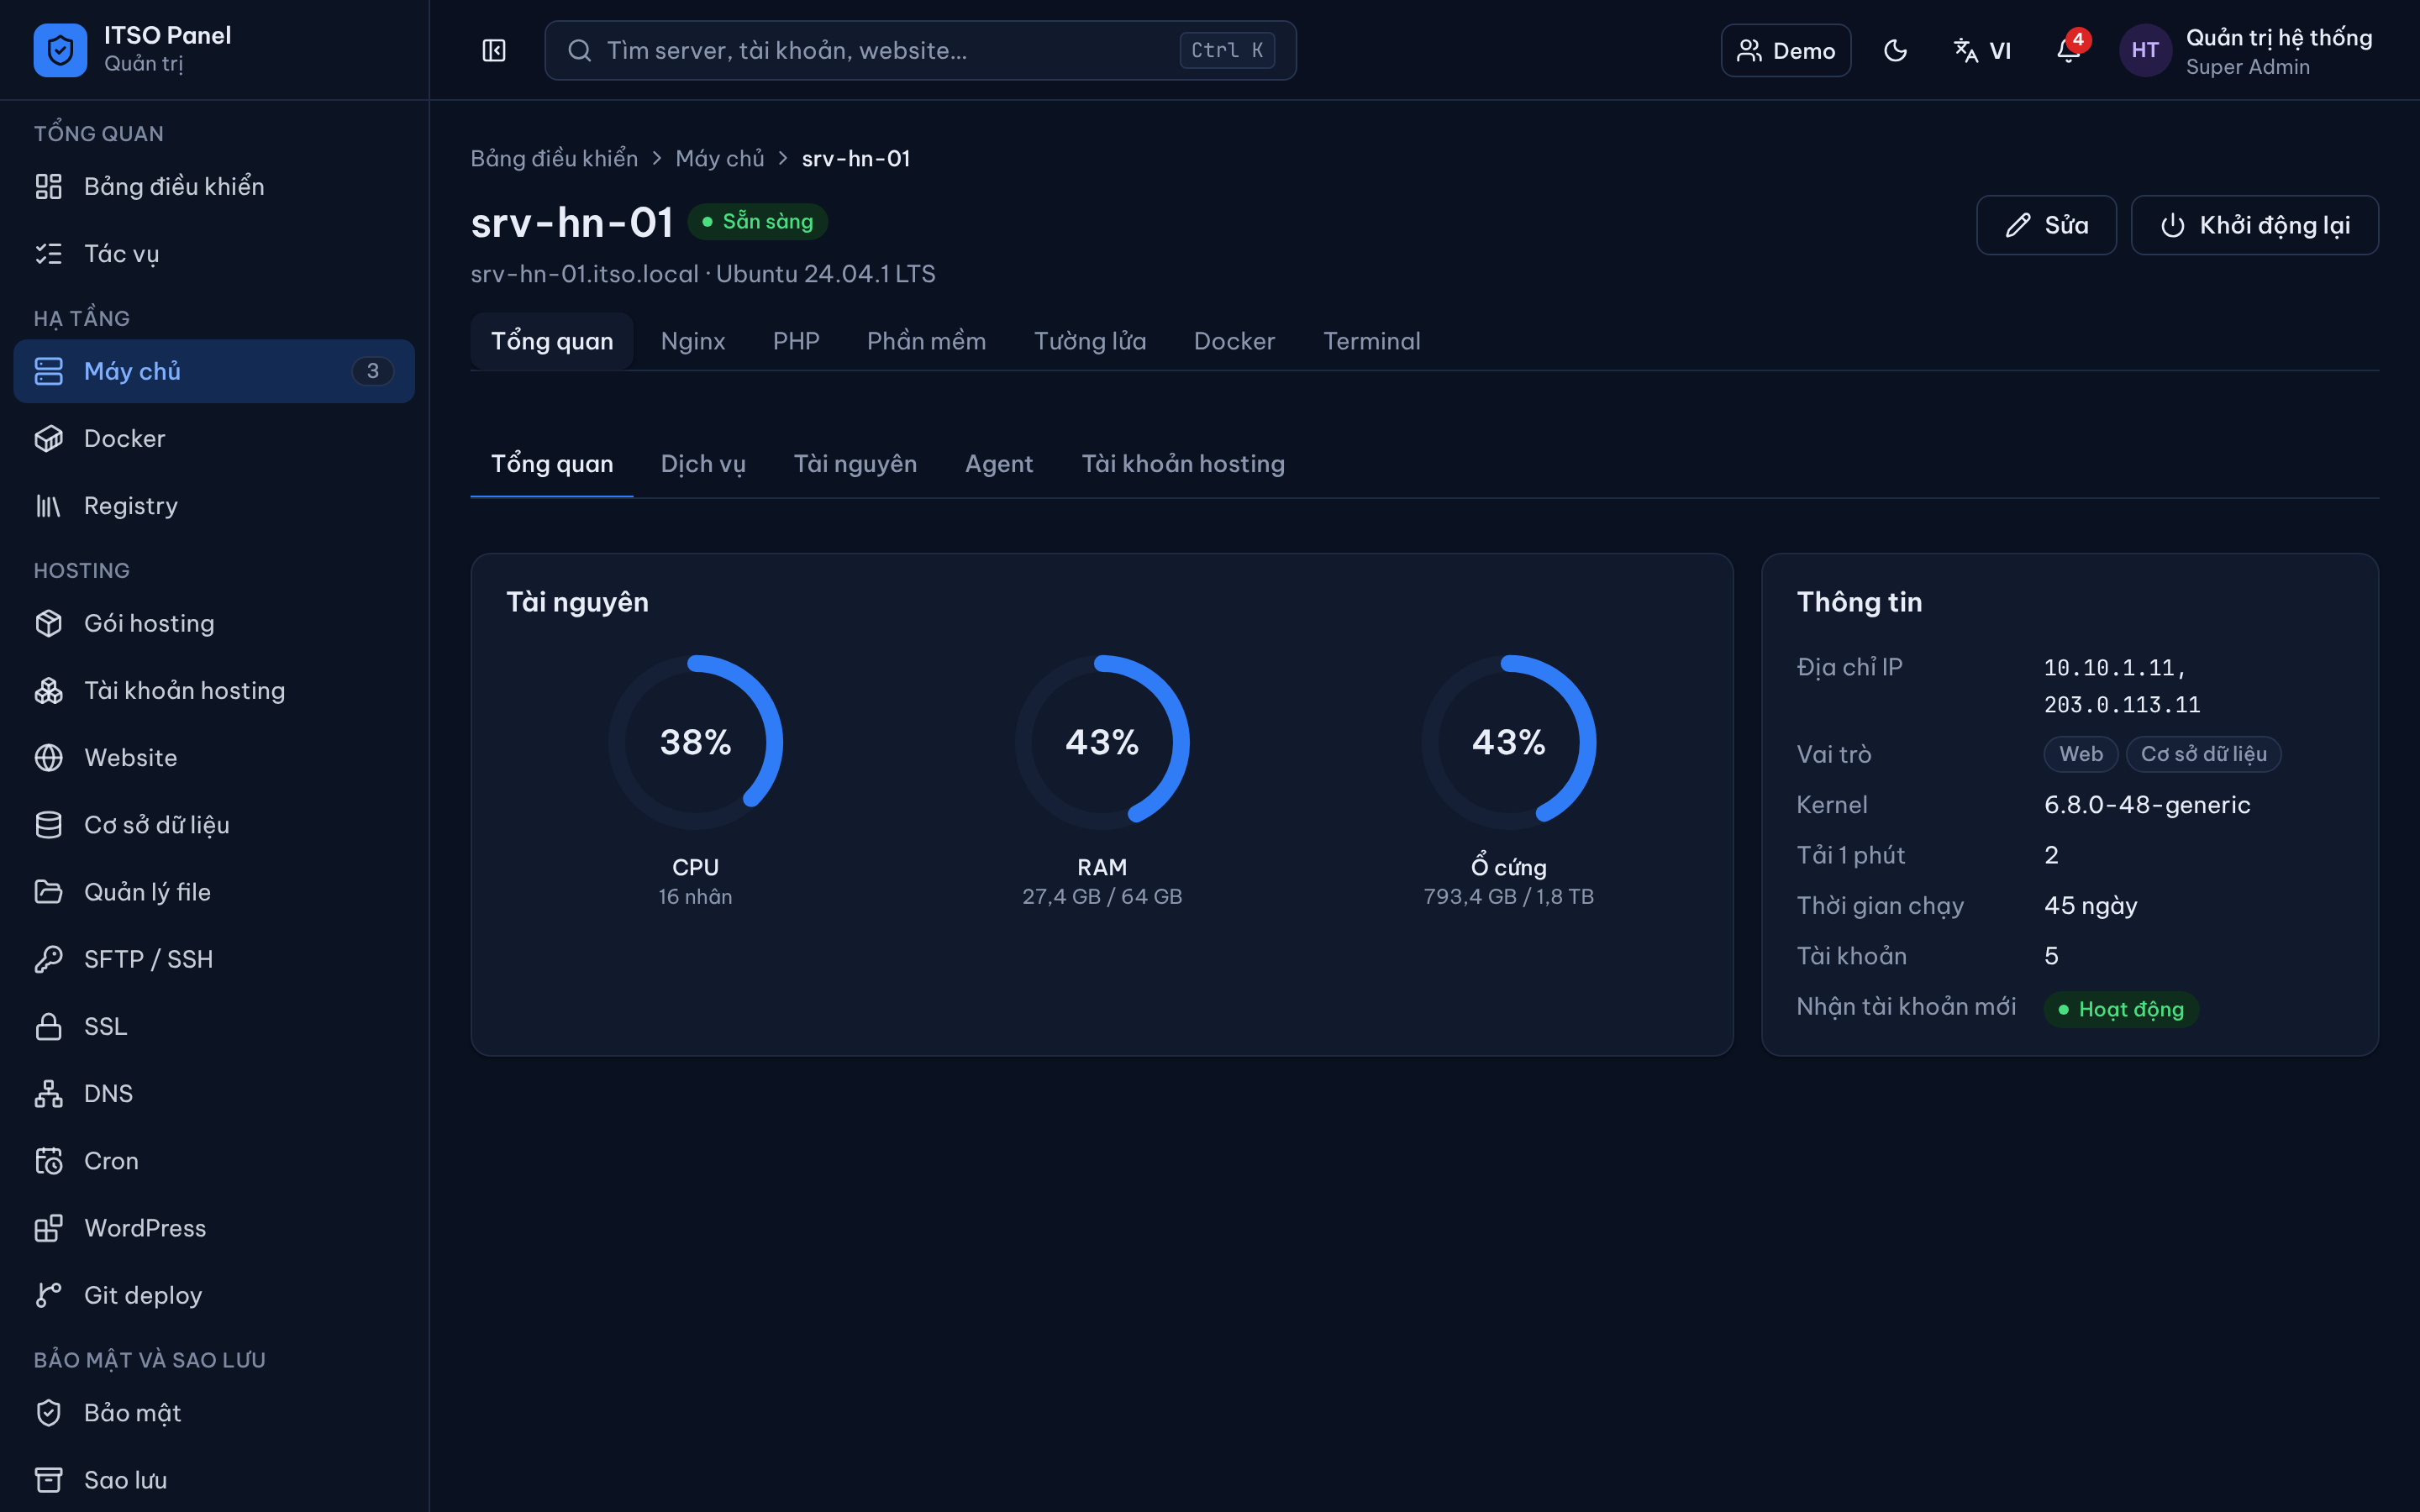 ITSO Panel
Quản trị
Tìm server, tài khoản, website...
Ctrl K
Demo
VI
4
HT
Quản trị hệ thống
Super Admin
TỔNG QUAN
Bảng điều khiển
Tác vụ
HẠ TẦNG
Máy chủ
3
Docker
Registry
HOSTING
Gói hosting
Tài khoản hosting
Website
Cơ sở dữ liệu
Quản lý file
SFTP / SSH
SSL
DNS
Cron
WordPress
Git deploy
BẢO MẬT VÀ SAO LƯU
Bảo mật
Sao lưu
Bảng điều khiển > Máy chủ > srv-hn-01
srv-hn-01
Sẵn sàng
srv-hn-01.itso.local · Ubuntu 24.04.1 LTS
Sửa
Khởi động lại
Tổng quan Nginx PHP Phần mềm Tường lửa Docker Terminal
Tổng quan Dịch vụ Tài nguyên Agent Tài khoản hosting
Tài nguyên
38%
CPU
16 nhân
43%
RAM
27,4 GB / 64 GB
43%
Ổ cứng
793,4 GB / 1,8 TB
Thông tin
Địa chỉ IP 10.10.1.11,
203.0.113.11
Vai trò Web Cơ sở dữ liệu
Kernel 6.8.0-48-generic
Tải 1 phút 2
Thời gian chạy 45 ngày
Tài khoản 5
Nhận tài khoản mới Hoạt động